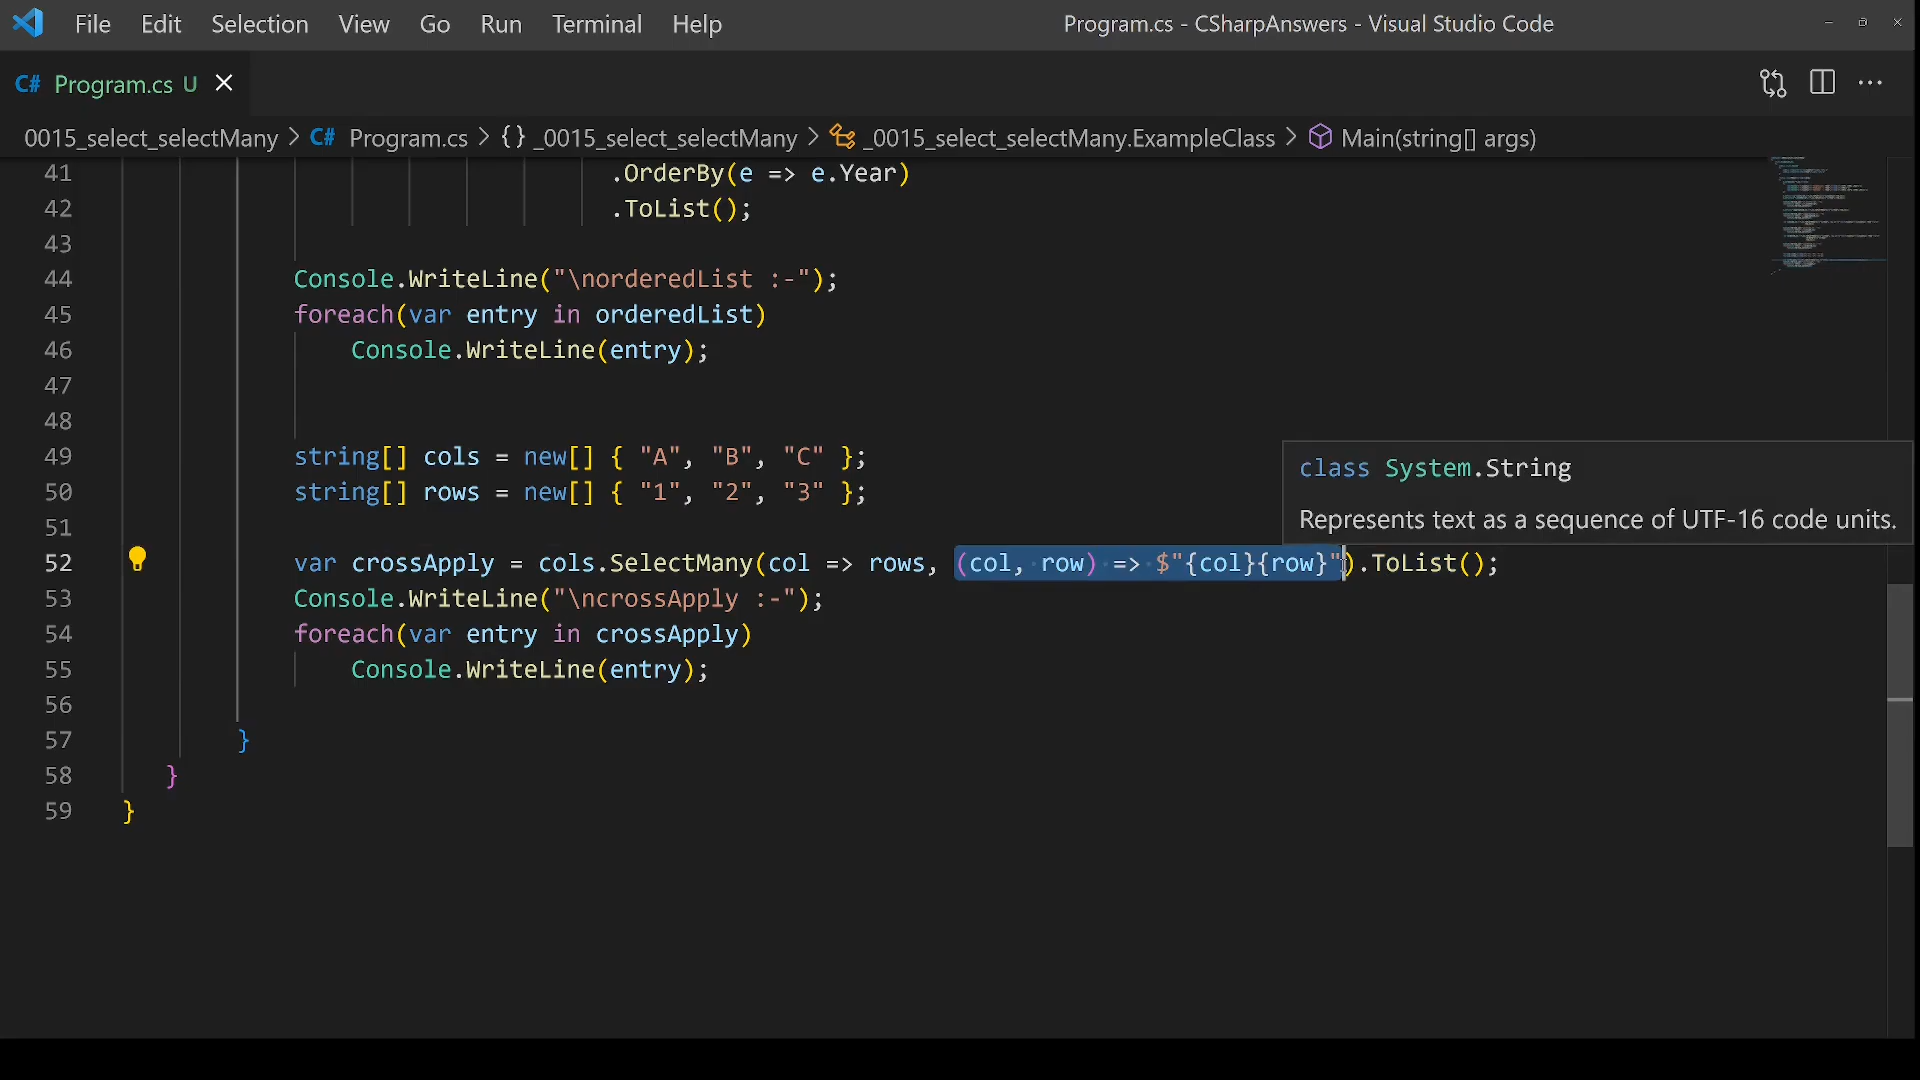 File Edit Selection View Go Run Terminal Help Program.cs - CSharpAnswers - Visual Studio Code
C# Program.cs U
0015_select_selectMany > C# Program.cs > {} _0015_select_selectMany > _0015_select_selectMany.ExampleClass > Main(string[] args)
41 .OrderBy(e => e.Year)
42 .ToList();
43
44 Console.WriteLine("\norderedList :-");
45 foreach(var entry in orderedList)
46 Console.WriteLine(entry);
47
48
49 string[] cols = new[] { "A", "B", "C" };
50 string[] rows = new[] { "1", "2", "3" };
class System.String
Represents text as a sequence of UTF-16 code units.
51
52 var crossApply = cols.SelectMany(col => rows, (col, row) => $"{col}{row}").ToList();
53 Console.WriteLine("\ncrossApply :-");
54 foreach(var entry in crossApply)
55 Console.WriteLine(entry);
56
57 }
58 }
59 }